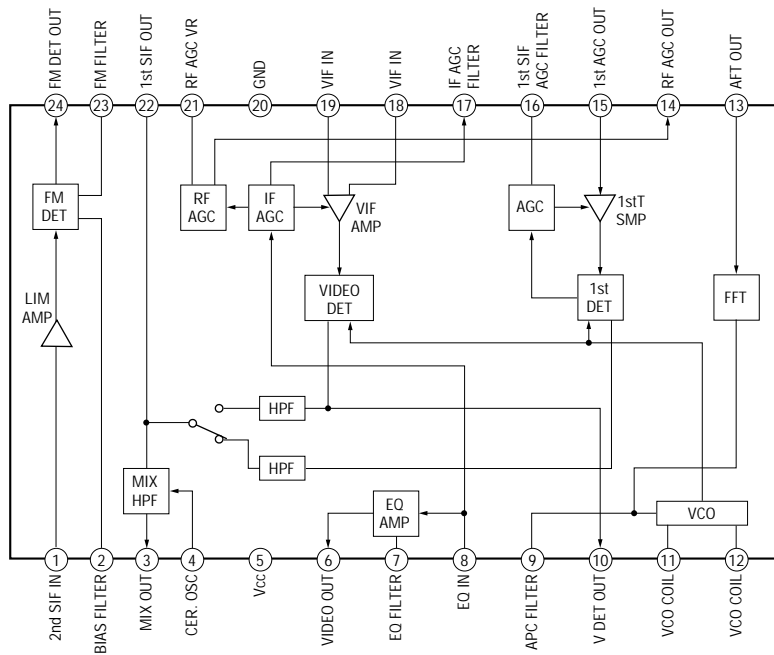 FM DET OUT
FM FILTER
1st SIF OUT
RF AGC VR
GND
VIF IN
VIF IN
IF AGC
FILTER
1st SIF
AGC FILTER
1st AGC OUT
RF AGC OUT
AFT OUT
24
23
22
21
20
19
18
17
16
15
14
13
FM
DET
RF
AGC
IF
AGC
VIF
AMP
AGC
1stT
SMP
LIM
AMP
VIDEO
DET
1st
DET
FFT
HPF
HPF
MIX
HPF
EQ
AMP
VCO
1
2
3
4
5
6
7
8
9
10
11
12
2nd SIF IN
BIAS FILTER
MIX OUT
CER. OSC
Vcc
VIDEO OUT
EQ FILTER
EQ IN
APC FILTER
V DET OUT
VCO COIL
VCO COIL